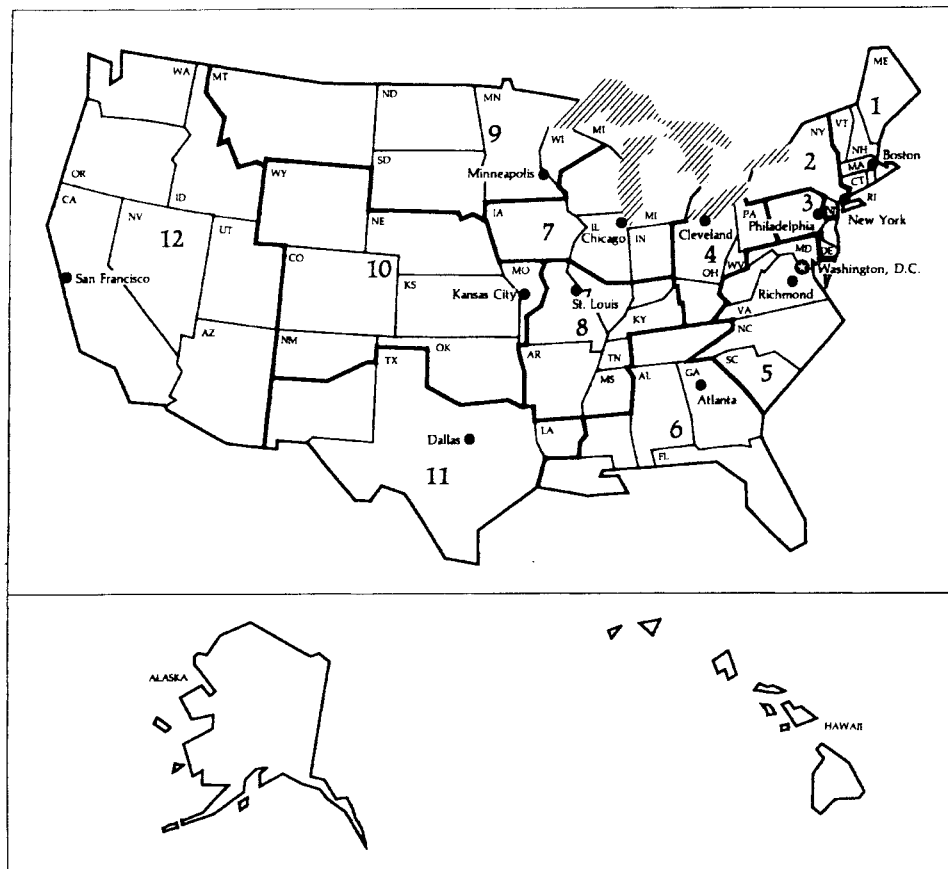 WA
MT
ND
MN
9
WI
MI
ME
1
VT
NY
NH
2
MA
Boston
CT
RI
New York
OR
ID
WY
SD
Minneapolis
CA
NV
12
UT
NE
IA
7
IL
Chicago
MI
IN
Cleveland
4
OH
PA
3
NJ
Philadelphia
WV
MD
DE
Washington, D.C.
San Francisco
CO
10
KS
MO
Kansas City
St. Louis
8
KY
Richmond
VA
NC
AZ
NM
TX
OK
AR
TN
MS
AL
GA
Atlanta
SC
5
Dallas
11
LA
6
FL
ALASKA
HAWAII